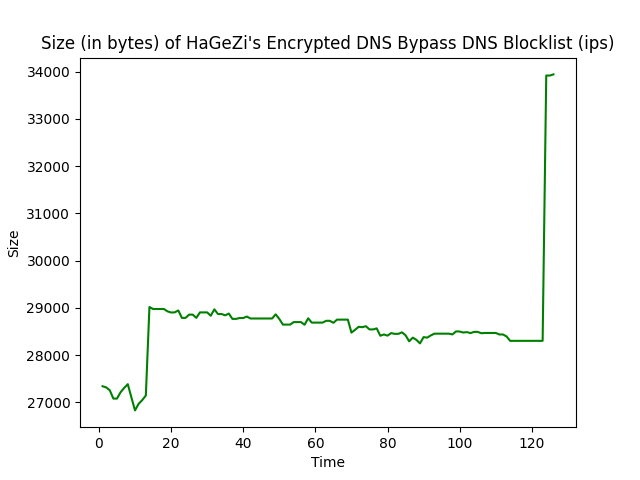 Size (in bytes) of HaGeZi's Encrypted DNS Bypass DNS Blocklist (ips)
34000
33000
32000
31000
30000
29000
28000
27000
Size
0 20 40 60 80 100 120
Time